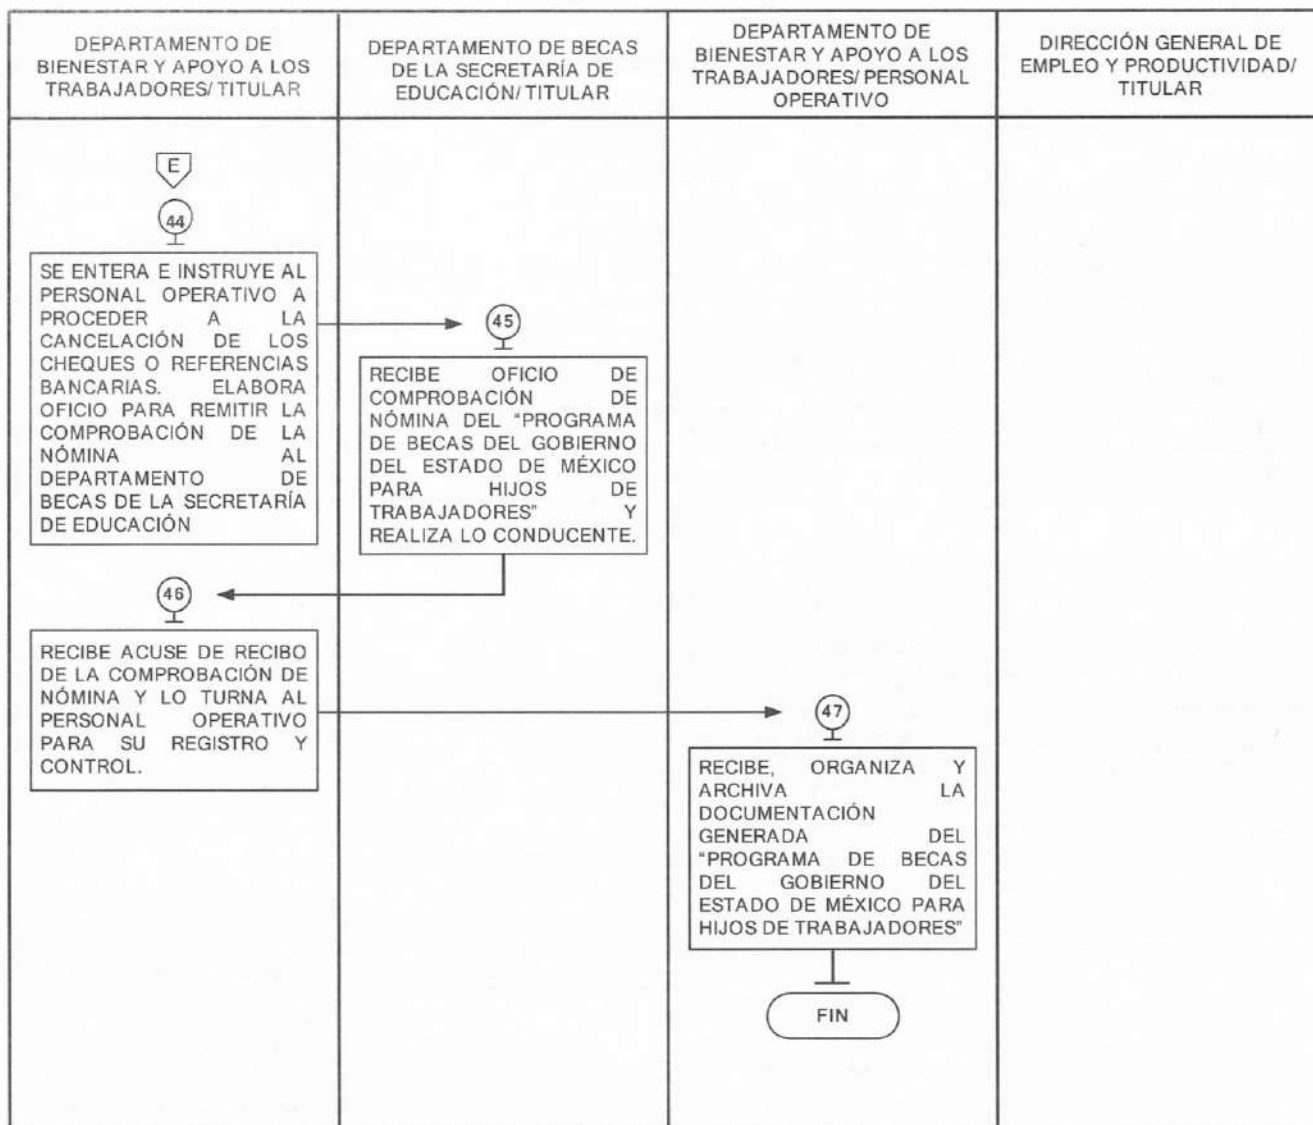 DEPARTAMENTO DE
BIENESTAR Y APOYO A LOS
TRABAJADORES/ TITULAR
DEPARTAMENTO DE BECAS
DE LA SECRETARÍA DE
EDUCACIÓN/ TITULAR
DEPARTAMENTO DE
BIENESTAR Y APOYO A LOS
TRABAJADORES/ PERSONAL
OPERATIVO
DIRECCIÓN GENERAL DE
EMPLEO Y PRODUCTIVIDAD/
TITULAR
E
44
SE ENTERA E INSTRUYE AL
PERSONAL OPERATIVO A
PROCEDER A LA
CANCELACIÓN DE LOS
CHEQUES O REFERENCIAS
BANCARIAS. ELABORA
OFICIO PARA REMITIR LA
COMPROBACIÓN DE LA
NÓMINA AL
DEPARTAMENTO DE
BECAS DE LA SECRETARÍA
DE EDUCACIÓN
45
RECIBE OFICIO DE
COMPROBACIÓN DE
NÓMINA DEL "PROGRAMA
DE BECAS DEL GOBIERNO
DEL ESTADO DE MÉXICO
PARA HIJOS DE
TRABAJADORES" Y
REALIZA LO CONDUCENTE.
46
RECIBE ACUSE DE RECIBO
DE LA COMPROBACIÓN DE
NÓMINA Y LO TURNA AL
PERSONAL OPERATIVO
PARA SU REGISTRO Y
CONTROL.
47
RECIBE, ORGANIZA Y
ARCHIVA LA
DOCUMENTACIÓN
GENERADA DEL
"PROGRAMA DE BECAS
DEL GOBIERNO DEL
ESTADO DE MÉXICO PARA
HIJOS DE TRABAJADORES"
FIN